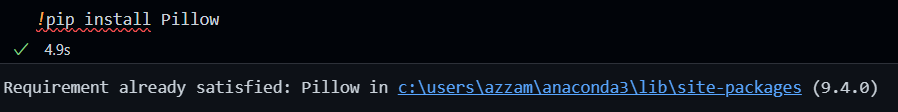 !pip install Pillow
4.9s
Requirement already satisfied: Pillow in c:\users\azzam\anaconda3\lib\site-packages (9.4.0)